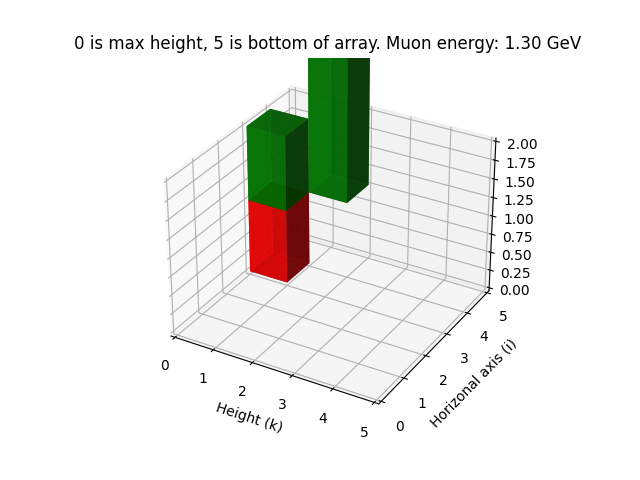 0 is max height, 5 is bottom of array. Muon energy: 1.30 GeV
2.00
1.75
1.50
1.25
1.00
0.75
0.50
0.25
0.00
0 1 2 3 4 5
Height (k)
0 1 2 3 4 5
Horizonal axis (i)